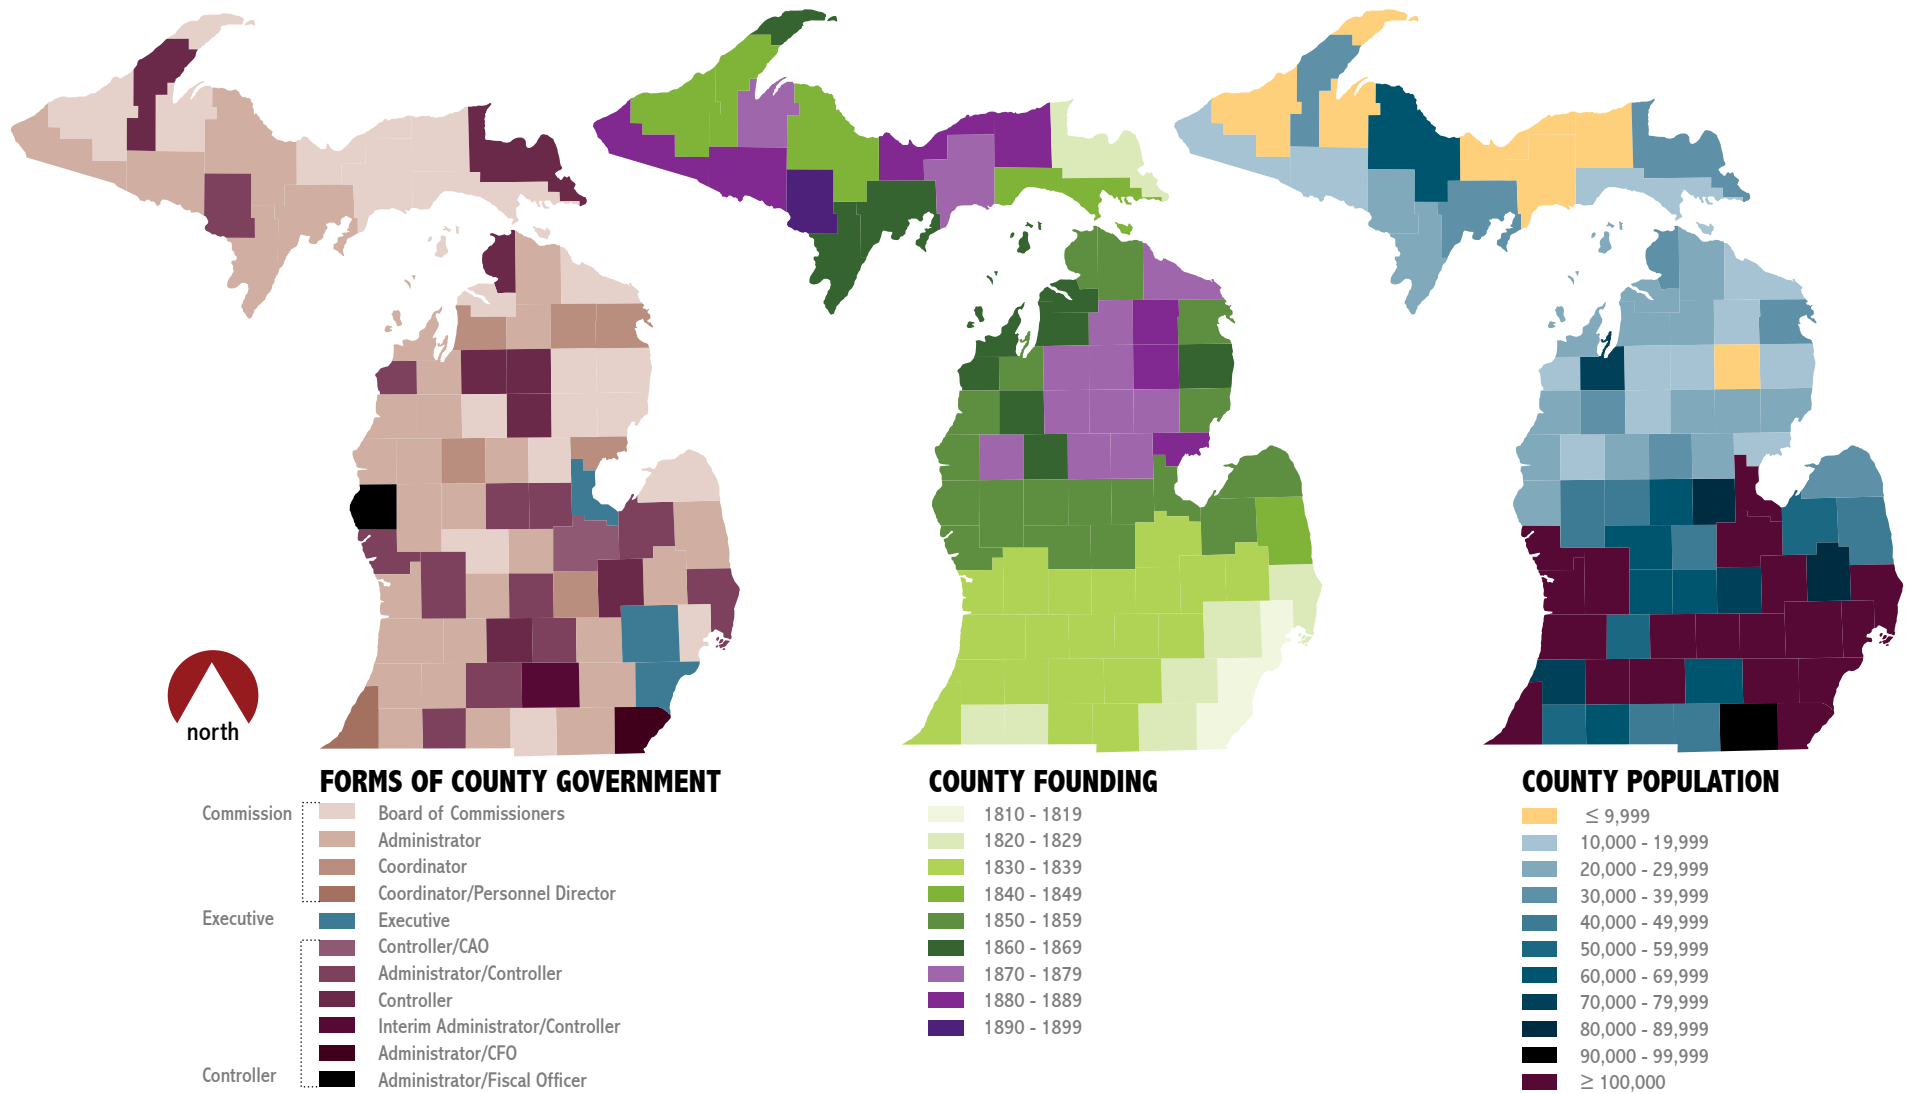 north
FORMS OF COUNTY GOVERNMENT
Commission
Board of Commissioners
Administrator
Coordinator
Coordinator/Personnel Director
Executive
Executive
Controller/CAO
Administrator/Controller
Controller
Interim Administrator/Controller
Administrator/CFO
Controller
Administrator/Fiscal Officer
COUNTY FOUNDING
1810 - 1819
1820 - 1829
1830 - 1839
1840 - 1849
1850 - 1859
1860 - 1869
1870 - 1879
1880 - 1889
1890 - 1899
COUNTY POPULATION
≤ 9,999
10,000 - 19,999
20,000 - 29,999
30,000 - 39,999
40,000 - 49,999
50,000 - 59,999
60,000 - 69,999
70,000 - 79,999
80,000 - 89,999
90,000 - 99,999
≥ 100,000